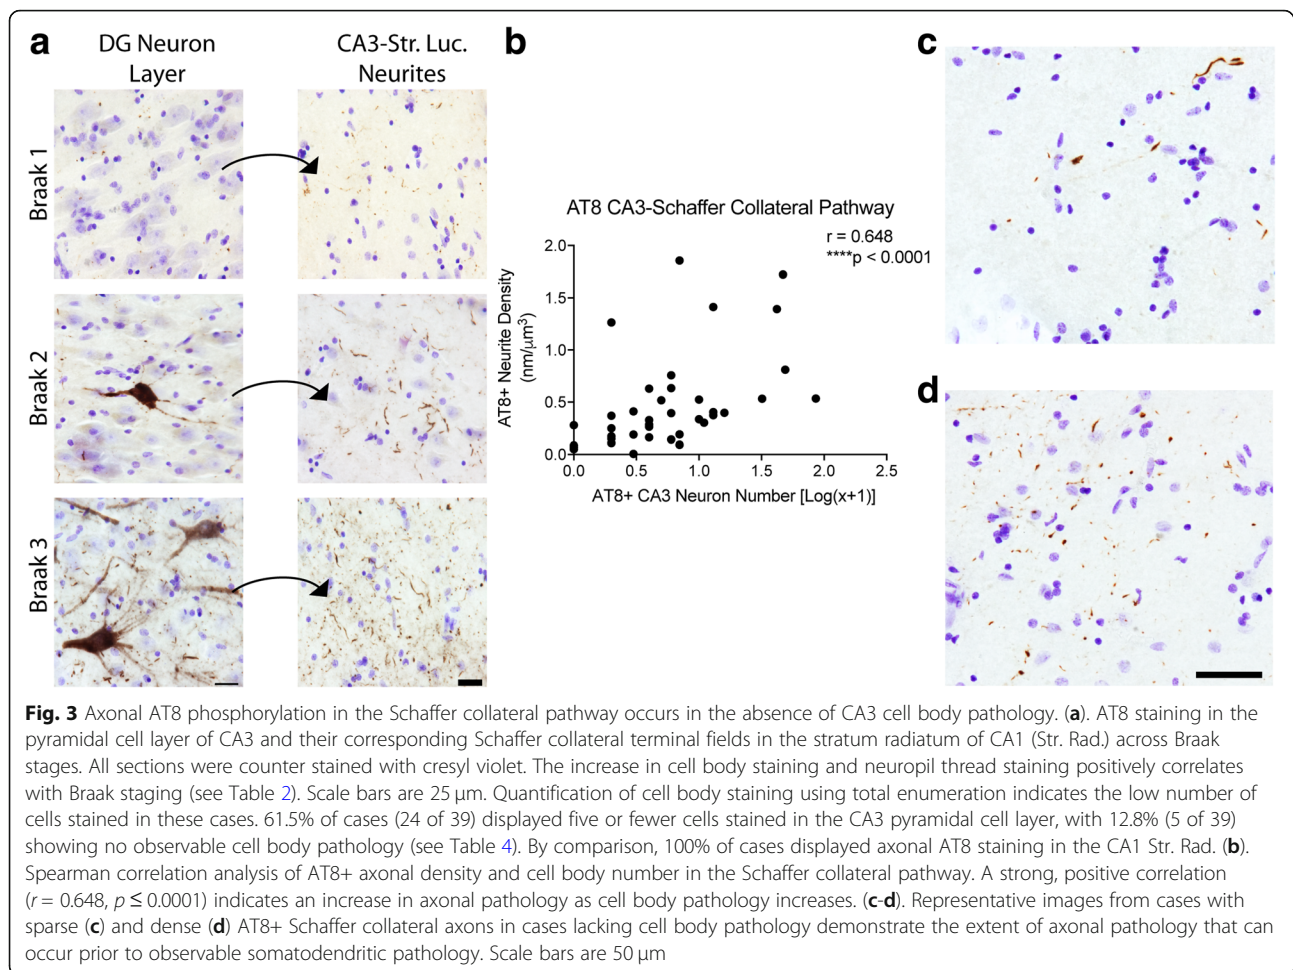 a
DG Neuron
Layer
CA3-Str. Luc.
Neurites
Braak 1
Braak 2
Braak 3
b
AT8 CA3-Schaffer Collateral Pathway
r = 0.648
****p < 0.0001
AT8+ Neurite Density
(nm/µm³)
2.0
1.5
1.0
0.5
0.0
0.0 0.5 1.0 1.5 2.0 2.5
AT8+ CA3 Neuron Number [Log(x+1)]
c
d
Fig. 3 Axonal AT8 phosphorylation in the Schaffer collateral pathway occurs in the absence of CA3 cell body pathology. (a). AT8 staining in the
pyramidal cell layer of CA3 and their corresponding Schaffer collateral terminal fields in the stratum radiatum of CA1 (Str. Rad.) across Braak
stages. All sections were counter stained with cresyl violet. The increase in cell body staining and neuropil thread staining positively correlates
with Braak staging (see Table 2). Scale bars are 25 µm. Quantification of cell body staining using total enumeration indicates the low number of
cells stained in these cases. 61.5% of cases (24 of 39) displayed five or fewer cells stained in the CA3 pyramidal cell layer, with 12.8% (5 of 39)
showing no observable cell body pathology (see Table 4). By comparison, 100% of cases displayed axonal AT8 staining in the CA1 Str. Rad. (b).
Spearman correlation analysis of AT8+ axonal density and cell body number in the Schaffer collateral pathway. A strong, positive correlation
(r = 0.648, p ≤ 0.0001) indicates an increase in axonal pathology as cell body pathology increases. (c-d). Representative images from cases with
sparse (c) and dense (d) AT8+ Schaffer collateral axons in cases lacking cell body pathology demonstrate the extent of axonal pathology that can
occur prior to observable somatodendritic pathology. Scale bars are 50 µm